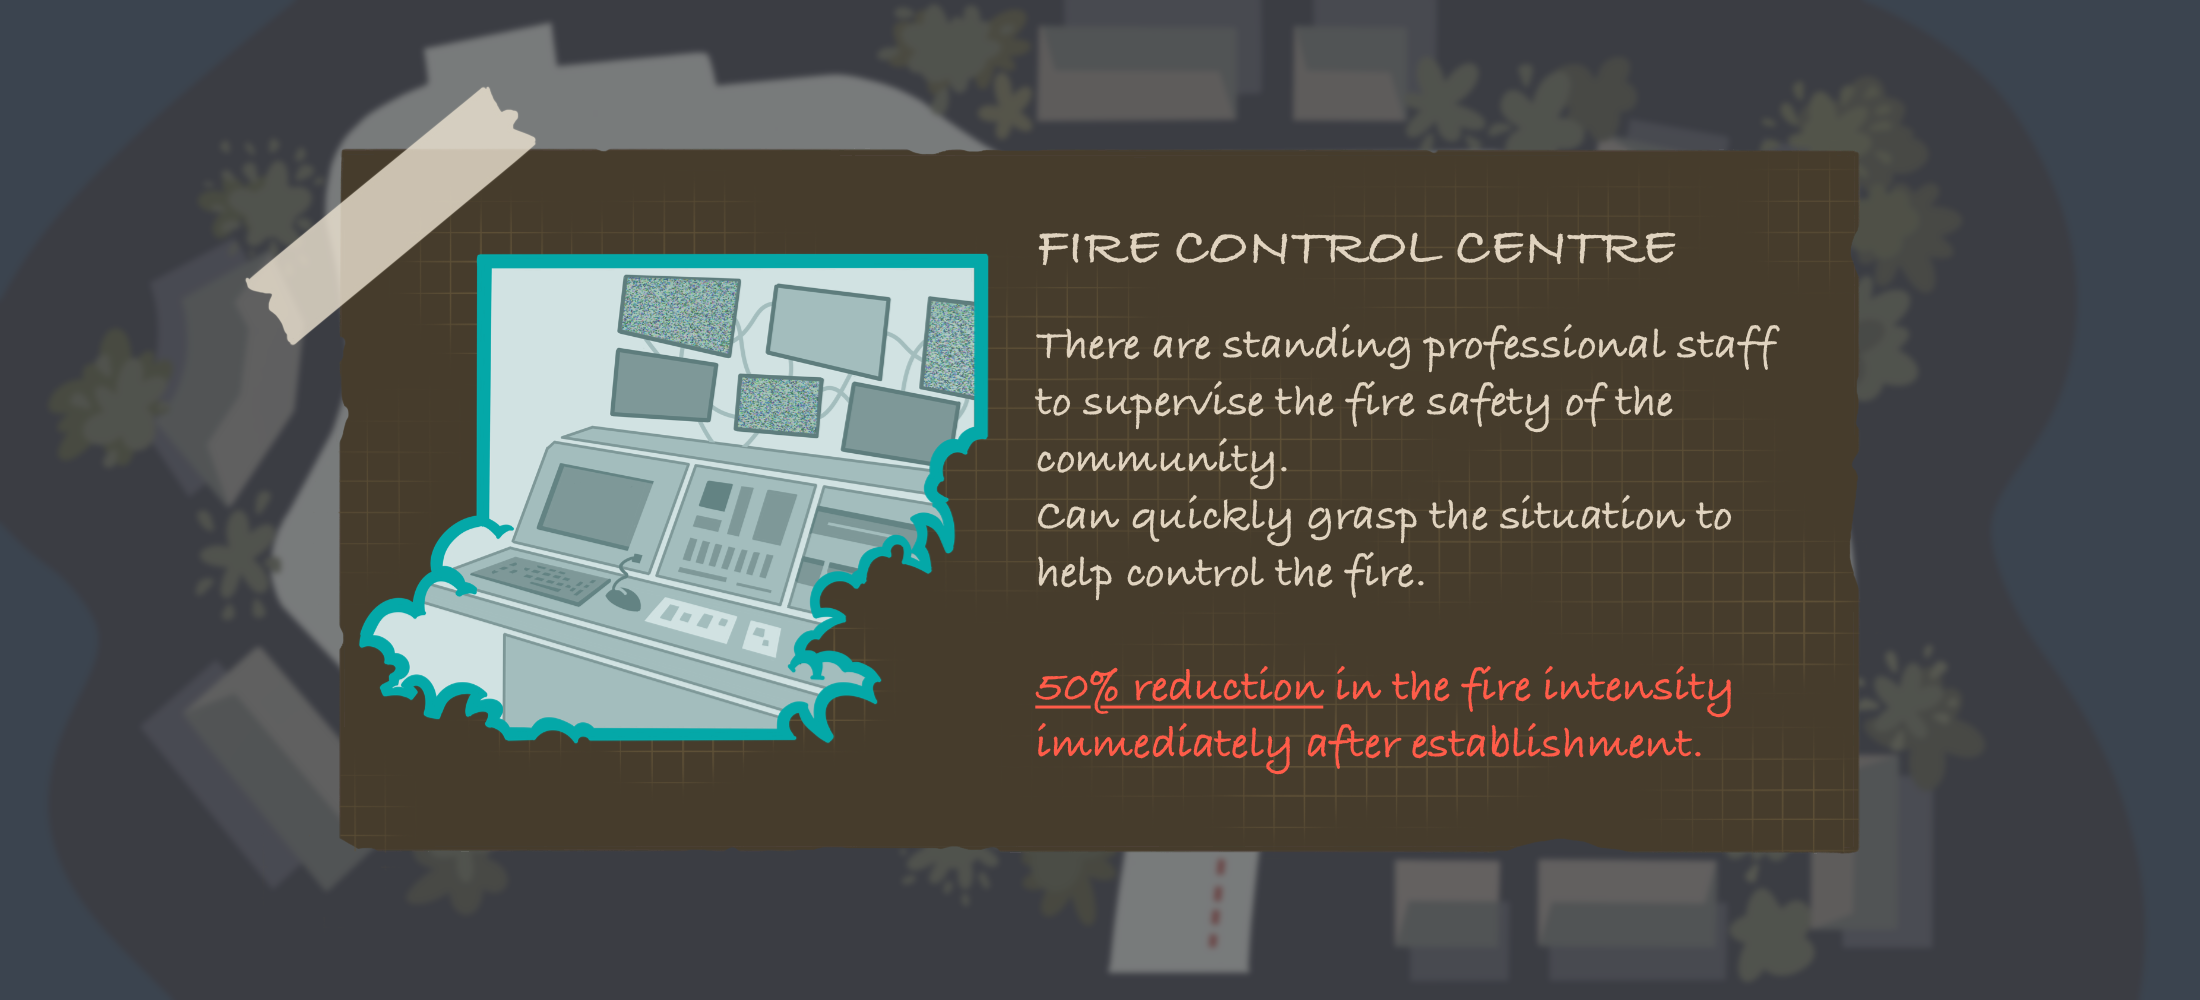 FIRE CONTROL CENTRE
There are standing professional staff
to supervise the fire safety of the
community.
Can quickly grasp the situation to
help control the fire.
50% reduction in the fire intensity
immediately after establishment.